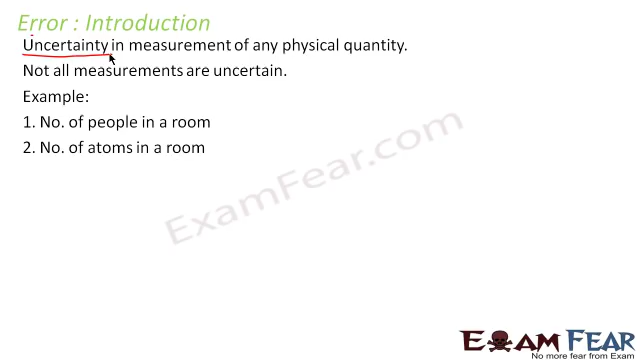 Error : Introduction
Uncertainty in measurement of any physical quantity.
Not all measurements are uncertain.
Example:
1. No. of people in a room
2. No. of atoms in a room
ExamFear.com
EXAM FEAR
No more fear from Exam